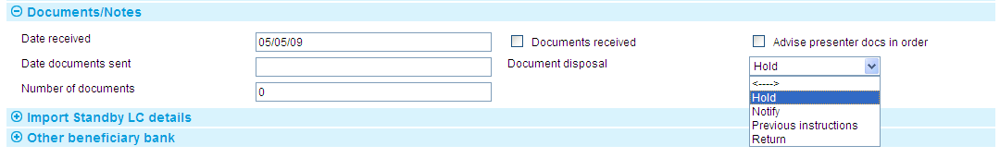 Documents/Notes
Date received
05/05/09
Documents received
Advise presenter docs in order
Date documents sent
Document disposal
Hold
Number of documents
0
<---->
Hold
Notify
Previous instructions
Return
Import Standby LC details
Other beneficiary bank